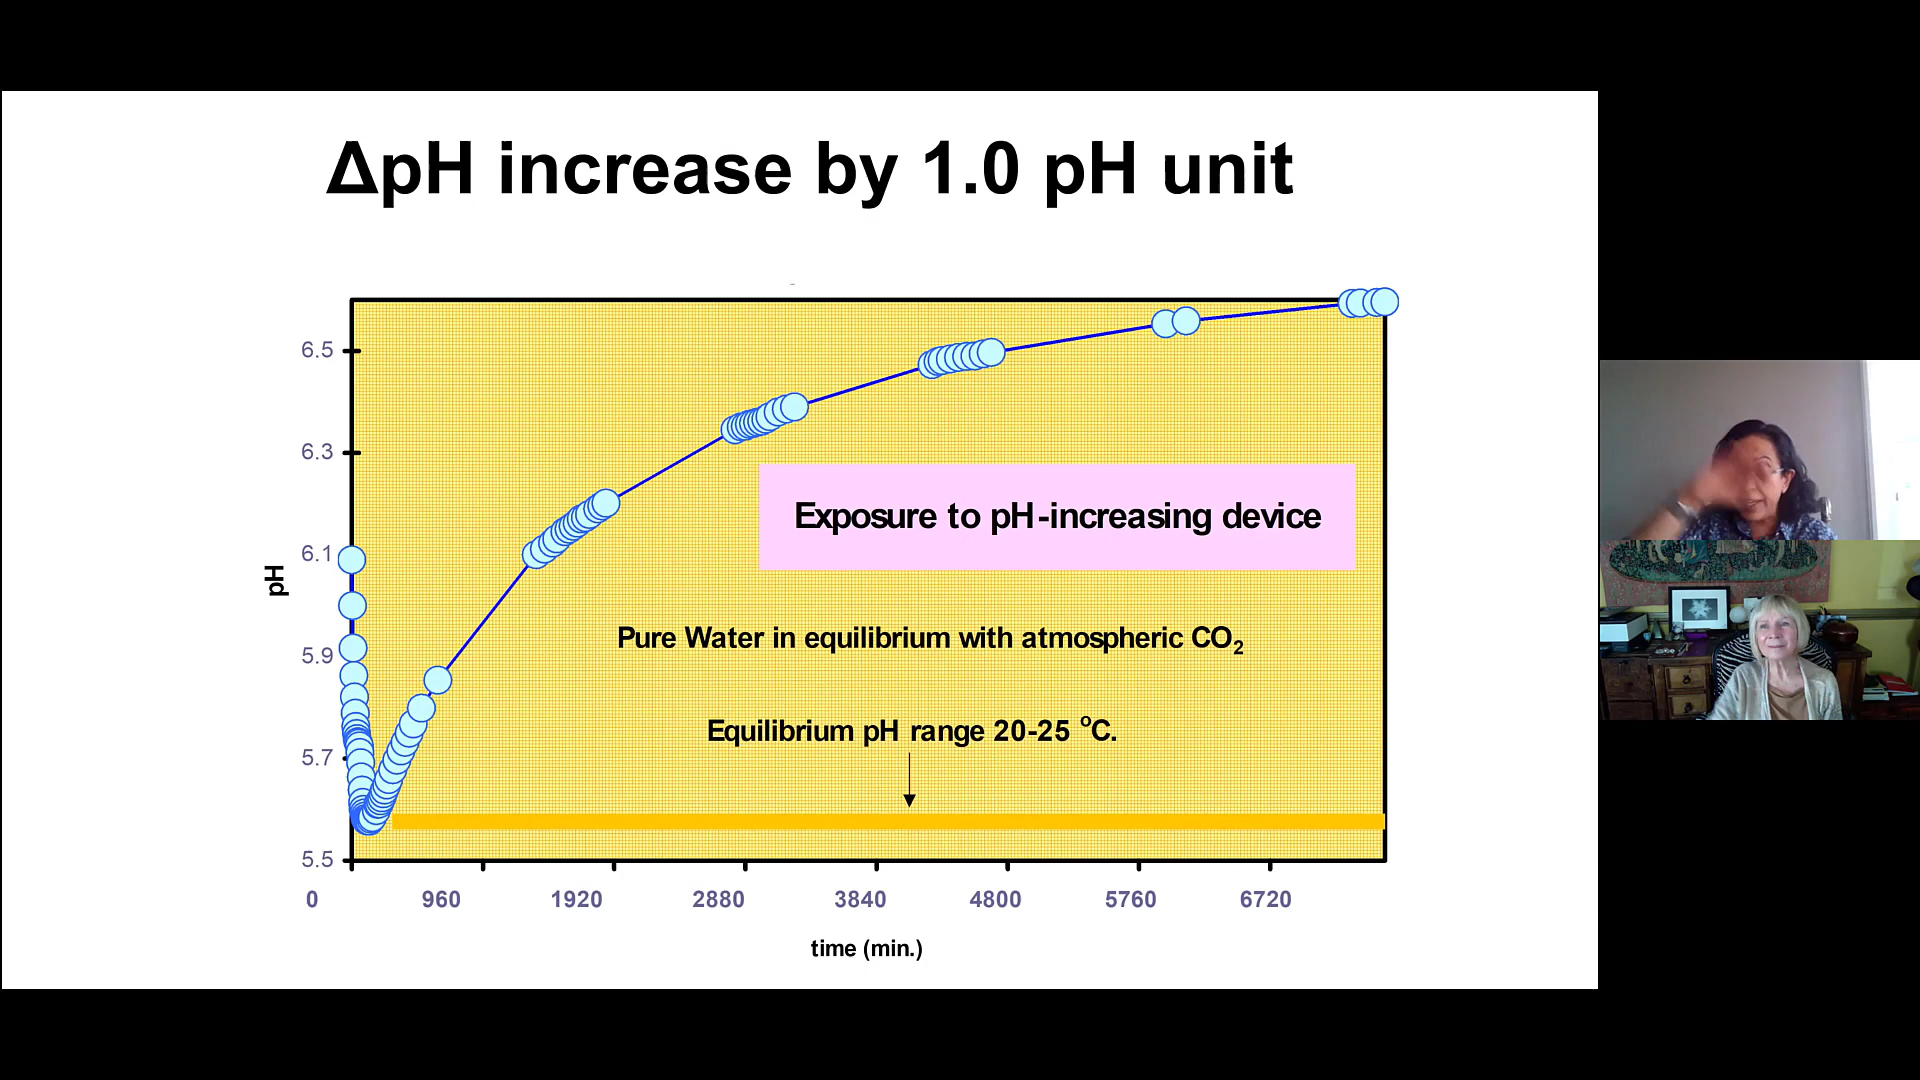 ΔpH increase by 1.0 pH unit
6.5
6.3
6.1
5.9
5.7
5.5
pH
Exposure to pH-increasing device
Pure Water in equilibrium with atmospheric CO₂
Equilibrium pH range 20-25 °C.
0 960 1920 2880 3840 4800 5760 6720
time (min.)